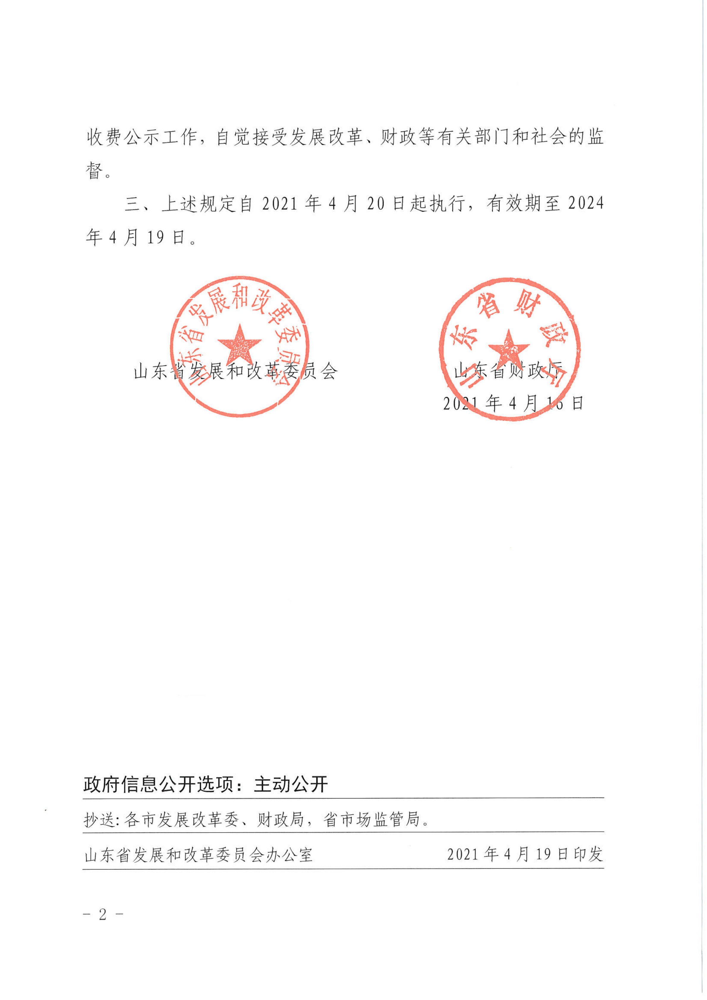 收费公示工作，自觉接受发展改革、财政等有关部门和社会的监
督。
三、上述规定自 2021 年 4 月 20 日起执行，有效期至 2024
年 4 月 19 日。
山东省发展和改革委员会
山东省财政厅
山东省发展和改革委员会 山东省财政厅
2021 年 4 月 16 日
政府信息公开选项：主动公开
抄送：各市发展改革委、财政局，省市场监管局。
山东省发展和改革委员会办公室 2021 年 4 月 19 日印发
- 2 -